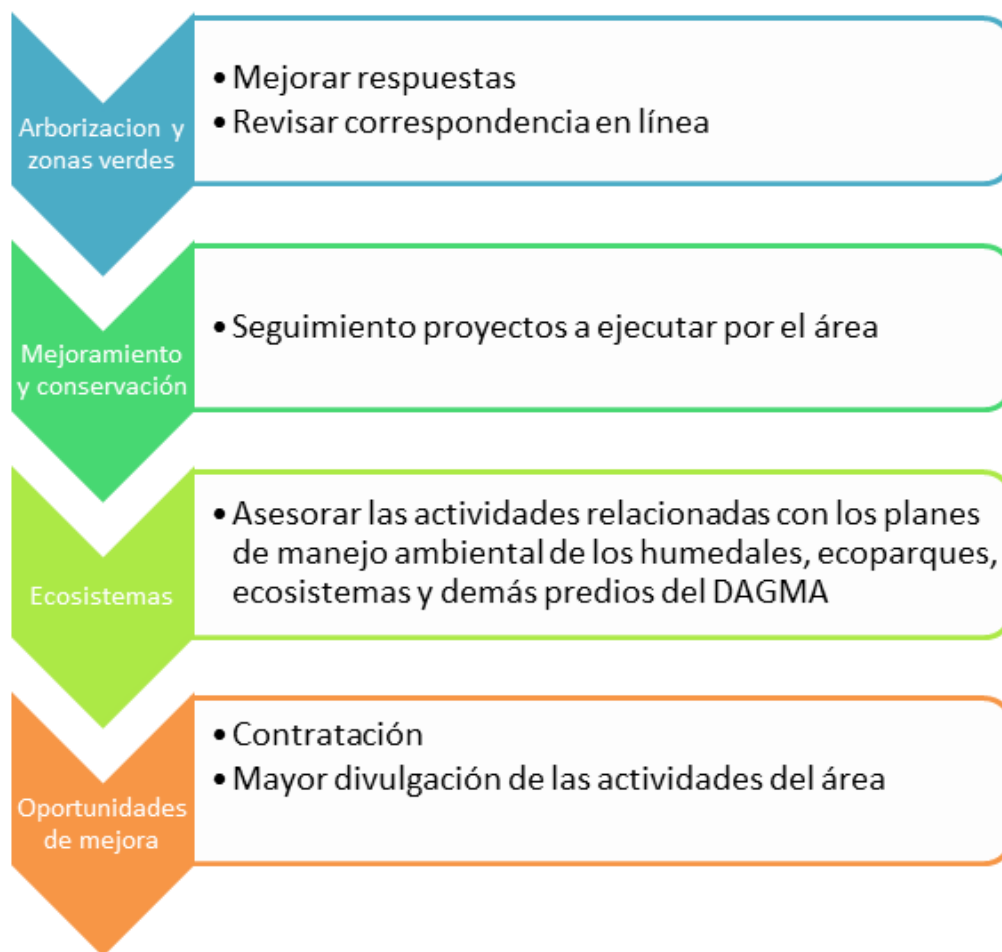 Arborizacion y
zonas verdes
• Mejorar respuestas
• Revisar correspondencia en línea
Mejoramiento
y conservación
• Seguimiento proyectos a ejecutar por el área
Ecosistemas
• Asesorar las actividades relacionadas con los planes
de manejo ambiental de los humedales, ecoparques,
ecosistemas y demás predios del DAGMA
Oportunidades
de mejora
• Contratación
• Mayor divulgación de las actividades del área